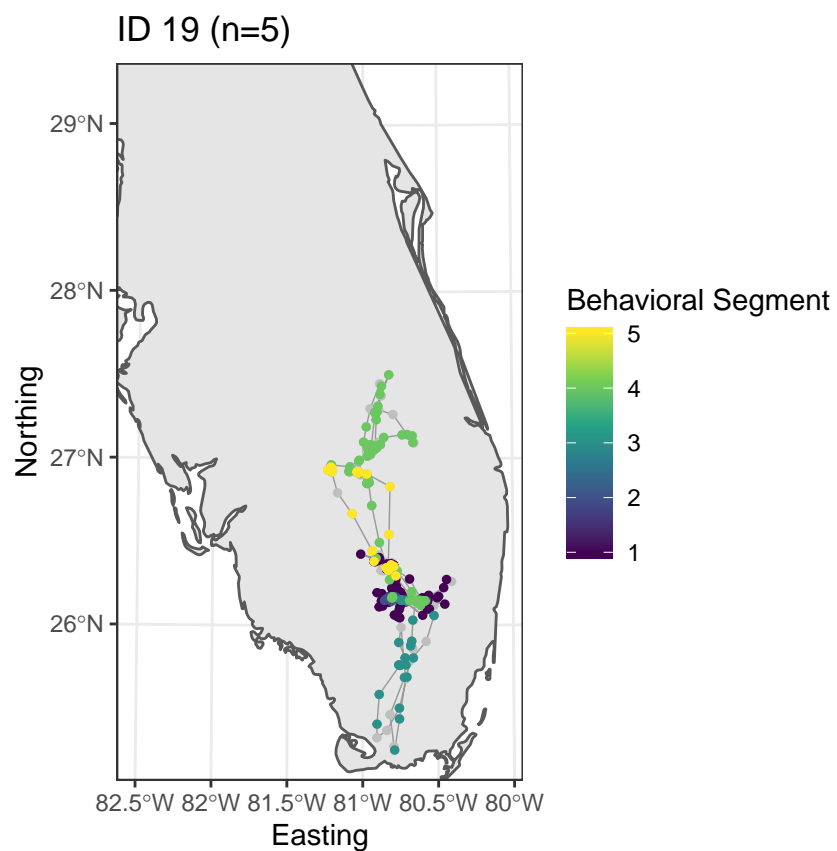 ID 19 (n=5)
29°N
28°N
27°N
26°N
Northing
82.5°W 82°W 81.5°W 81°W 80.5°W 80°W
Easting
Behavioral Segment
5
4
3
2
1